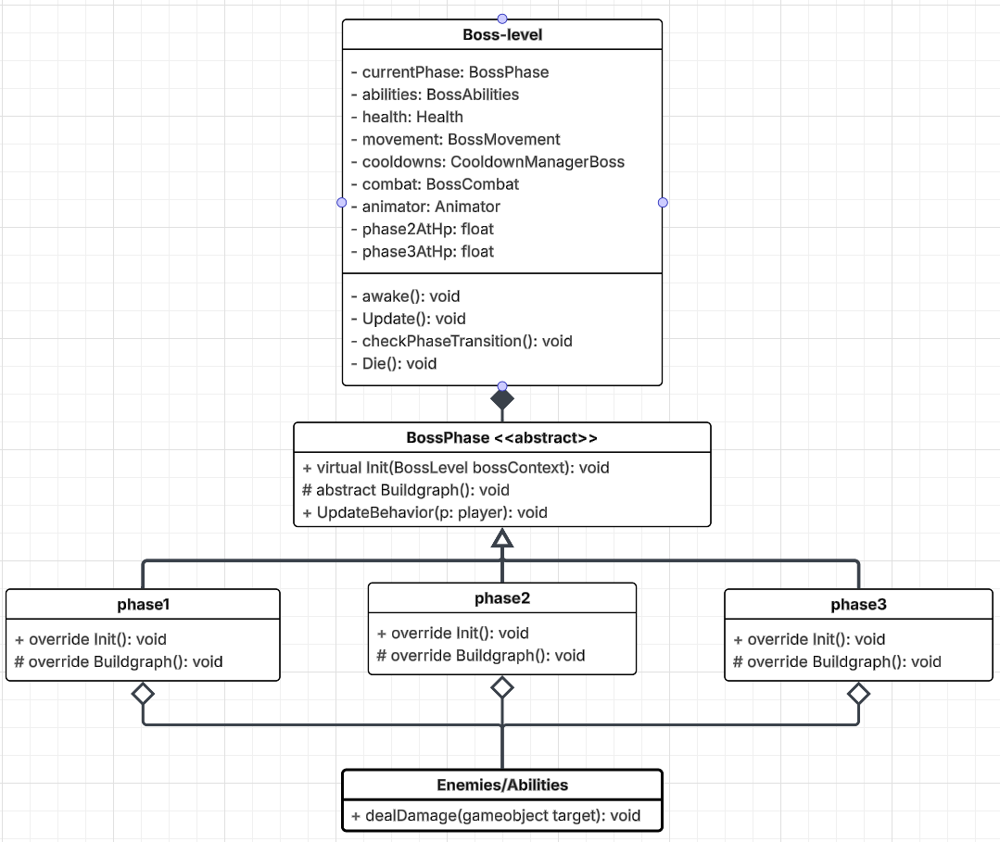 Boss-level
- currentPhase: BossPhase
- abilities: BossAbilities
- health: Health
- movement: BossMovement
- cooldowns: CooldownManagerBoss
- combat: BossCombat
- animator: Animator
- phase2AtHp: float
- phase3AtHp: float
- awake(): void
- Update(): void
- checkPhaseTransition(): void
- Die(): void
BossPhase <<abstract>>
+ virtual Init(BossLevel bossContext): void
# abstract Buildgraph(): void
+ UpdateBehavior(p: player): void
phase1
+ override Init(): void
# override Buildgraph(): void
phase2
+ override Init(): void
# override Buildgraph(): void
phase3
+ override Init(): void
# override Buildgraph(): void
Enemies/Abilities
+ dealDamage(gameobject target): void